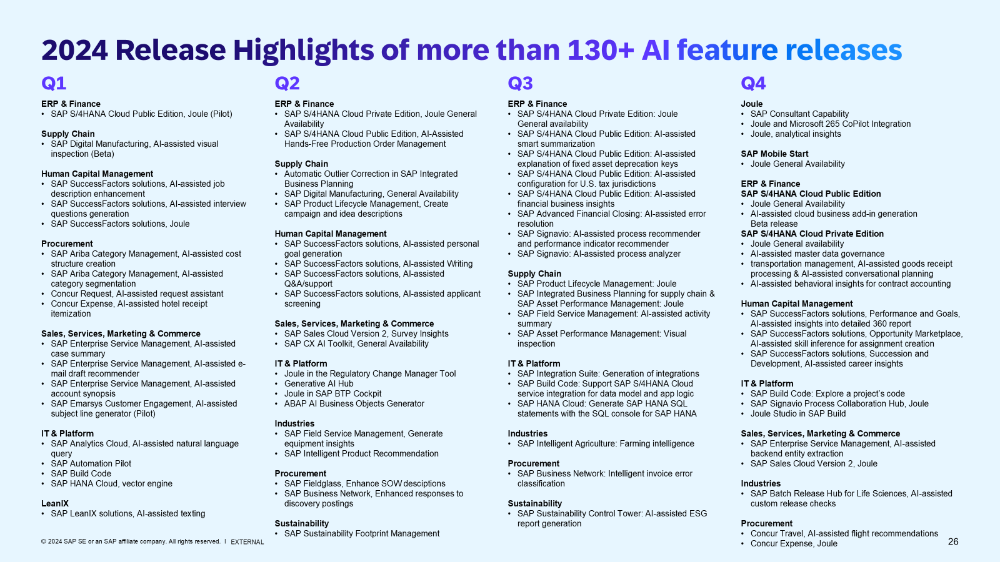 2024 Release Highlights of more than 130+ AI feature releases
Q1
ERP & Finance
• SAP S/4HANA Cloud Public Edition, Joule (Pilot)
Supply Chain
• SAP Digital Manufacturing, AI-assisted visual
inspection (Beta)
Human Capital Management
• SAP SuccessFactors solutions, AI-assisted job
description enhancement
• SAP SuccessFactors solutions, AI-assisted interview
questions generation
• SAP SuccessFactors solutions, Joule
Procurement
• SAP Ariba Category Management, AI-assisted cost
structure creation
• SAP Ariba Category Management, AI-assisted
category segmentation
• Concur Request, AI-assisted request assistant
• Concur Expense, AI-assisted hotel receipt
itemization
Sales, Services, Marketing & Commerce
• SAP Enterprise Service Management, AI-assisted
case summary
• SAP Enterprise Service Management, AI-assisted e-
mail draft recommender
• SAP Enterprise Service Management, AI-assisted
account synopsis
• SAP Emarsys Customer Engagement, AI-assisted
subject line generator (Pilot)
IT & Platform
• SAP Analytics Cloud, AI-assisted natural language
query
• SAP Automation Pilot
• SAP Build Code
• SAP HANA Cloud, vector engine
LeanIX
• SAP LeanIX solutions, AI-assisted texting
Q2
ERP & Finance
• SAP S/4HANA Cloud Private Edition, Joule General
Availability
• SAP S/4HANA Cloud Public Edition, AI-Assisted
Hands-Free Production Order Management
Supply Chain
• Automatic Outlier Correction in SAP Integrated
Business Planning
• SAP Digital Manufacturing, General Availability
• SAP Product Lifecycle Management, Create
campaign and idea descriptions
Human Capital Management
• SAP SuccessFactors solutions, AI-assisted personal
goal generation
• SAP SuccessFactors solutions, AI-assisted Writing
• SAP SuccessFactors solutions, AI-assisted
Q&A/support
• SAP SuccessFactors solutions, AI-assisted applicant
screening
Sales, Services, Marketing & Commerce
• SAP Sales Cloud Version 2, Survey Insights
• SAP CX AI Toolkit, General Availability
IT & Platform
• Joule in the Regulatory Change Manager Tool
• Generative AI Hub
• Joule in SAP BTP Cockpit
• ABAP AI Business Objects Generator
Industries
• SAP Field Service Management, Generate
equipment insights
• SAP Intelligent Product Recommendation
Procurement
• SAP Fieldglass, Enhance SOW desciptions
• SAP Business Network, Enhanced responses to
discovery postings
Sustainability
• SAP Sustainability Footprint Management
Q3
ERP & Finance
• SAP S/4HANA Cloud Private Edition: Joule
General availability
• SAP S/4HANA Cloud Public Edition: AI-assisted
smart summarization
• SAP S/4HANA Cloud Public Edition: AI-assisted
explanation of fixed asset deprecation keys
• SAP S/4HANA Cloud Public Edition: AI-assisted
configuration for U.S. tax jurisdictions
• SAP S/4HANA Cloud Public Edition: AI-assisted
financial business insights
• SAP Advanced Financial Closing: AI-assisted error
resolution
• SAP Signavio: AI-assisted process recommender
and performance indicator recommender
• SAP Signavio: AI-assisted process analyzer
Supply Chain
• SAP Product Lifecycle Management: Joule
• SAP Integrated Business Planning for supply chain &
SAP Asset Performance Management: Joule
• SAP Field Service Management: AI-assisted activity
summary
• SAP Asset Performance Management: Visual
inspection
IT & Platform
• SAP Integration Suite: Generation of integrations
• SAP Build Code: Support SAP S/4HANA Cloud
service integration for data model and app logic
• SAP HANA Cloud: Generate SAP HANA SQL
statements with the SQL console for SAP HANA
Industries
• SAP Intelligent Agriculture: Farming intelligence
Procurement
• SAP Business Network: Intelligent invoice error
classification
Sustainability
• SAP Sustainability Control Tower: AI-assisted ESG
report generation
Q4
Joule
• SAP Consultant Capability
• Joule and Microsoft 265 CoPilot Integration
• Joule, analytical insights
SAP Mobile Start
• Joule General Availability
ERP & Finance
SAP S/4HANA Cloud Public Edition
• Joule General Availability
• AI-assisted cloud business add-in generation
Beta release
SAP S/4HANA Cloud Private Edition
• Joule General availability
• AI-assisted master data governance
• transportation management, AI-assisted goods receipt
processing & AI-assisted conversational planning
• AI-assisted behavioral insights for contract accounting
Human Capital Management
• SAP SuccessFactors solutions, Performance and Goals,
AI-assisted insights into detailed 360 report
• SAP SuccessFactors solutions, Opportunity Marketplace,
AI-assisted skill inference for assignment creation
• SAP SuccessFactors solutions, Succession and
Development, AI-assisted career insights
IT & Platform
• SAP Build Code: Explore a project’s code
• SAP Signavio Process Collaboration Hub, Joule
• Joule Studio in SAP Build
Sales, Services, Marketing & Commerce
• SAP Enterprise Service Management, AI-assisted
backend entity extraction
• SAP Sales Cloud Version 2, Joule
Industries
• SAP Batch Release Hub for Life Sciences, AI-assisted
custom release checks
Procurement
• Concur Travel, AI-assisted flight recommendations
• Concur Expense, Joule
© 2024 SAP SE or an SAP affiliate company. All rights reserved. | EXTERNAL
26